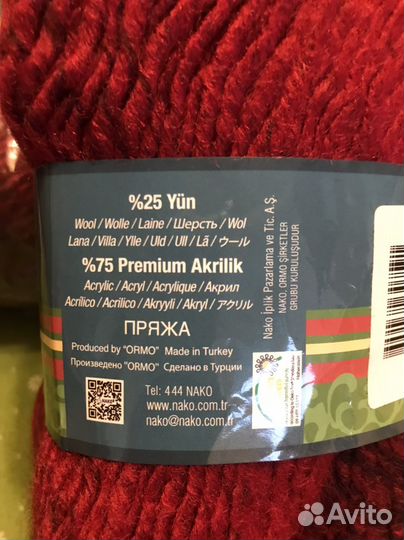 %25 Yün
Wool / Wolle / Laine / Шерсть / Wol
Lana / Villa / Ylle / Uld / Ull / Lã / ウール
%75 Premium Akrilik
Acrylic / Acryl / Acrylique / Акрил
Acrílico / Acrilico / Akryyli / Akryl / アクリル
ПРЯЖА
Produced by "ORMO" Made in Turkey
Произведено "ORMO" Сделано в Турции
Tel: 4 44 NAKO
www.nako.com.tr
nako@nako.com.tr
Nako İplik Pazarlama ve Tic. A.Ş.
NAKO, ORMO ŞİRKETLER
GRUBU KURULUŞUDUR
Avito